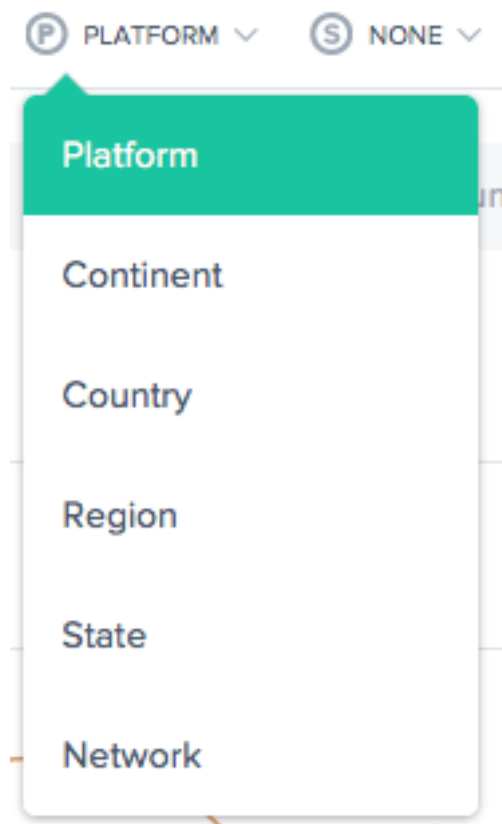 P PLATFORM S NONE
Platform
Continent
Country
Region
State
Network